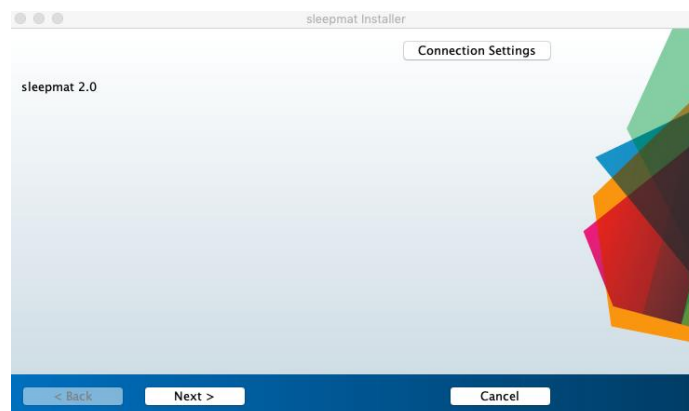 sleepmat Installer
Connection Settings
sleepmat 2.0
< Back Next > Cancel